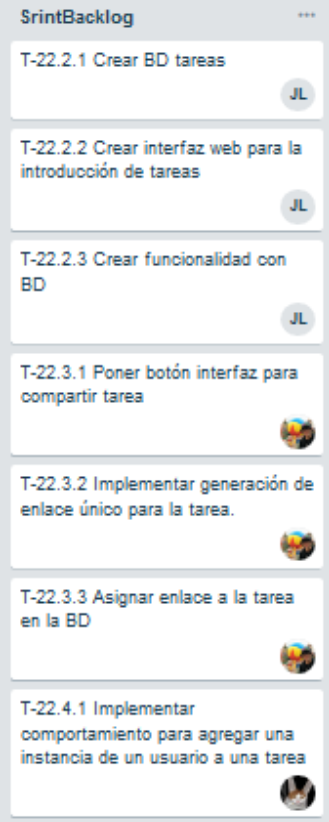 SrintBacklog
T-22.2.1 Crear BD tareas
JL
T-22.2.2 Crear interfaz web para la
introducción de tareas
JL
T-22.2.3 Crear funcionalidad con
BD
JL
T-22.3.1 Poner botón interfaz para
compartir tarea
T-22.3.2 Implementar generación de
enlace único para la tarea.
T-22.3.3 Asignar enlace a la tarea
en la BD
T-22.4.1 Implementar
comportamiento para agregar una
instancia de un usuario a una tarea